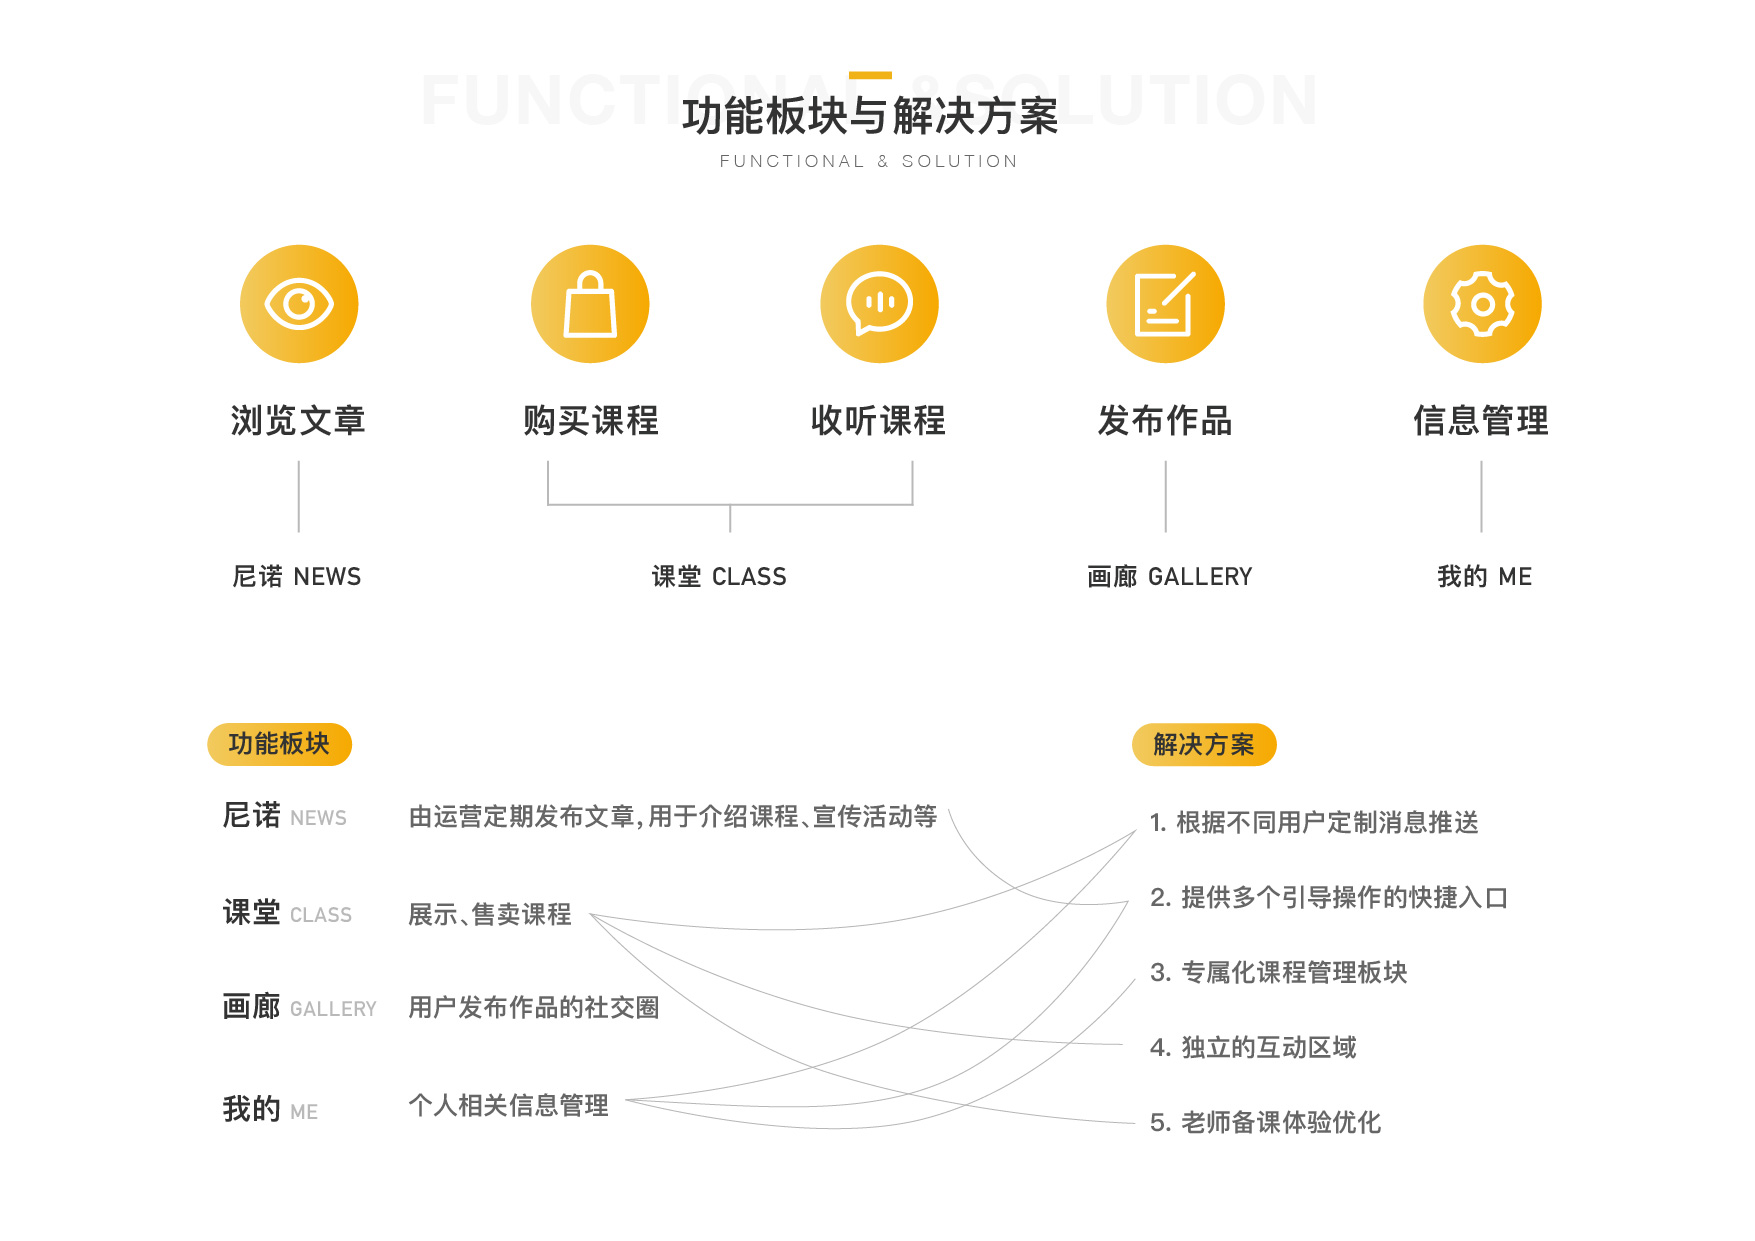 FUNCTIONAL & SOLUTION
功能板块与解决方案
FUNCTIONAL & SOLUTION
浏览文章 购买课程 收听课程 发布作品 信息管理
尼诺 NEWS 课堂 CLASS 画廊 GALLERY 我的 ME
功能板块
尼诺 NEWS 由运营定期发布文章，用于介绍课程、宣传活动等
课堂 CLASS 展示、售卖课程
画廊 GALLERY 用户发布作品的社交圈
我的 ME 个人相关信息管理
解决方案
1. 根据不同用户定制消息推送
2. 提供多个引导操作的快捷入口
3. 专属化课程管理板块
4. 独立的互动区域
5. 老师备课体验优化